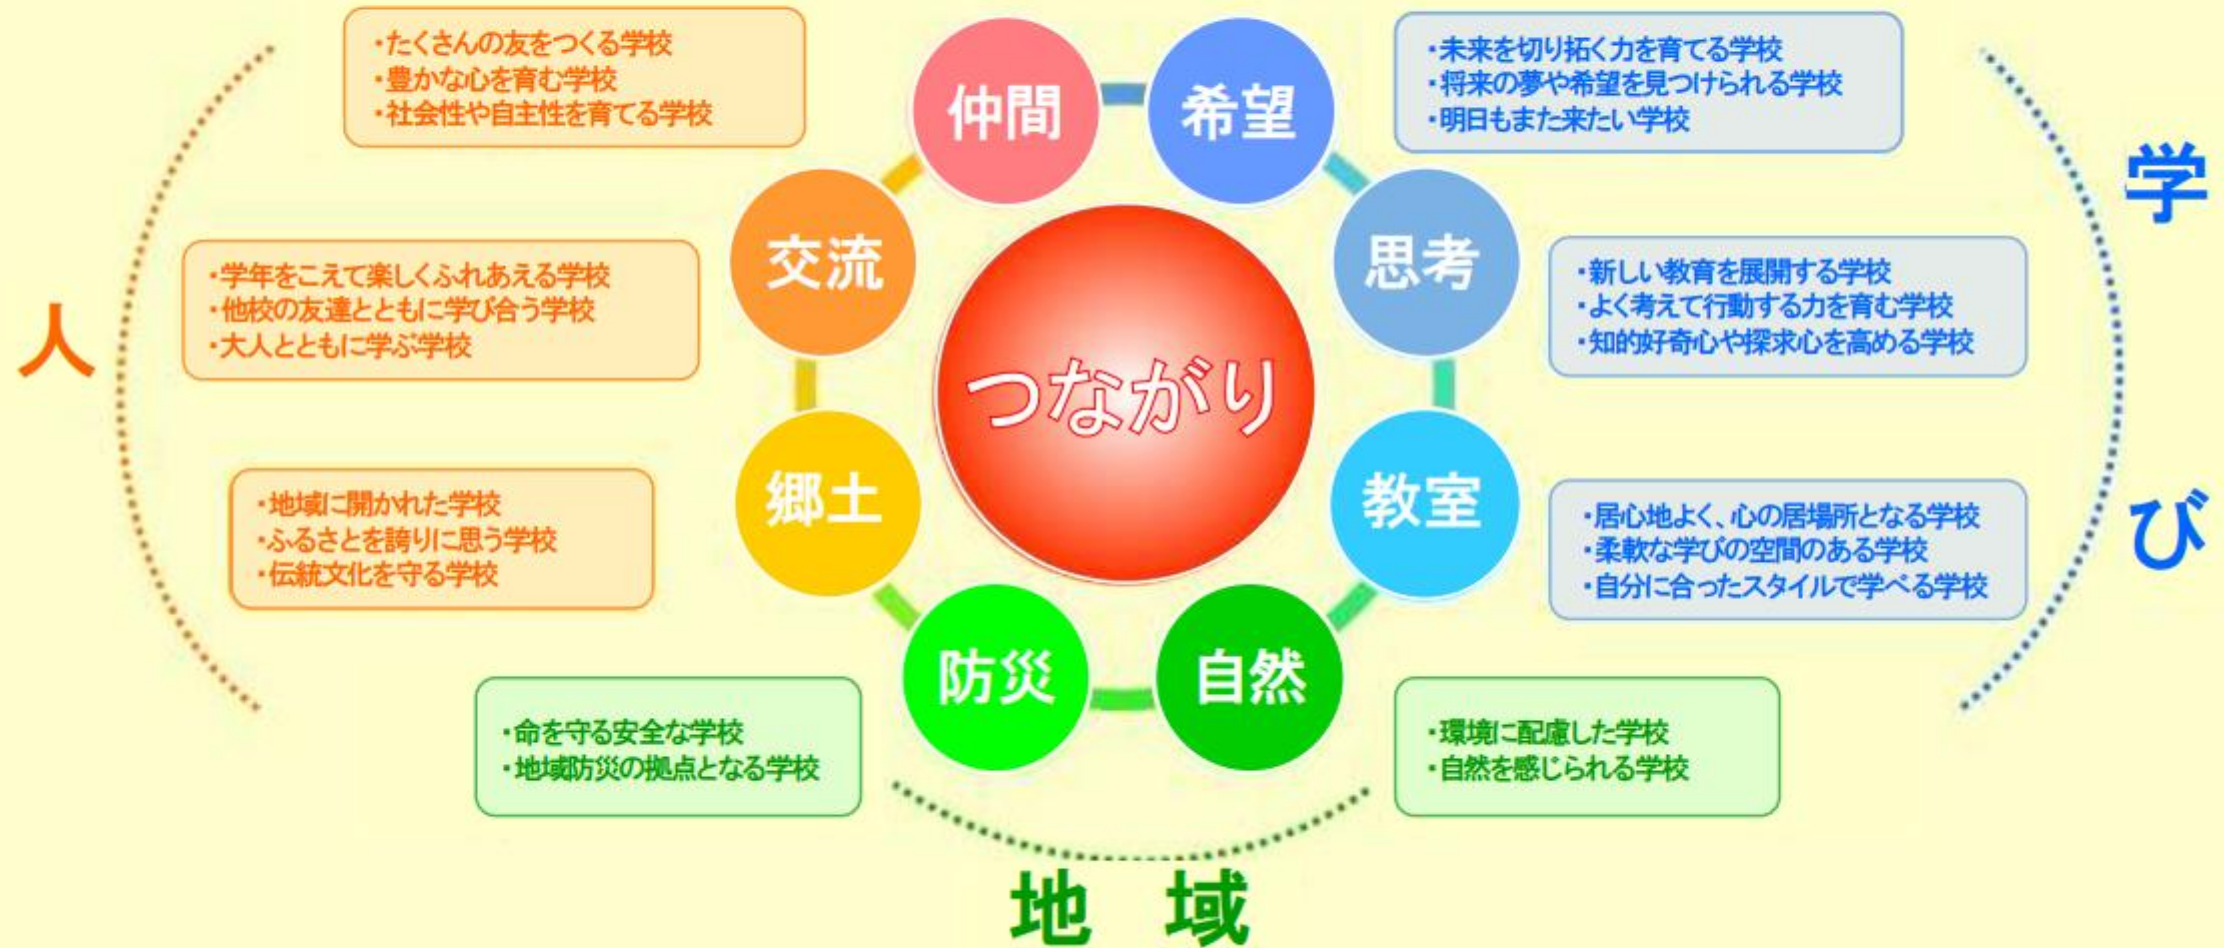 人
・たくさんの友をつくる学校
・豊かな心を育む学校
・社会性や自主性を育てる学校
仲間
・学年をこえて楽しくふれあえる学校
・他校の友達とともに学び合う学校
・大人とともに学ぶ学校
交流
・地域に開かれた学校
・ふるさとを誇りに思う学校
・伝統文化を守る学校
郷土
つながり
学び
希望
・未来を切り拓く力を育てる学校
・将来の夢や希望を見つけられる学校
・明日もまた来たい学校
思考
・新しい教育を展開する学校
・よく考えて行動する力を育む学校
・知的好奇心や探求心を高める学校
教室
・居心地よく、心の居場所となる学校
・柔軟な学びの空間のある学校
・自分に合ったスタイルで学べる学校
・命を守る安全な学校
・地域防災の拠点となる学校
防災
自然
・環境に配慮した学校
・自然を感じられる学校
地域